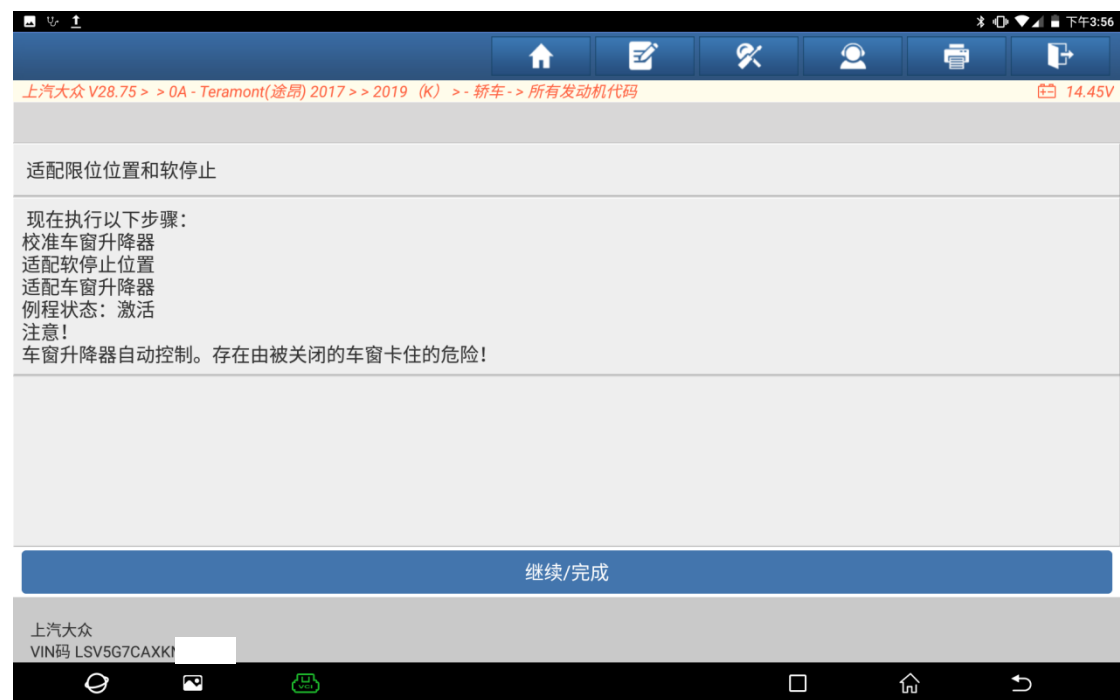 下午3:56
上汽大众 V28.75 > > 0A - Teramont(途昂) 2017 > > 2019（K） > - 轿车 - > 所有发动机代码
14.45V
适配限位位置和软停止
现在执行以下步骤：
校准车窗升降器
适配软停止位置
适配车窗升降器
例程状态：激活
注意！
车窗升降器自动控制。存在由被关闭的车窗卡住的危险！
继续/完成
上汽大众
VIN码 LSV5G7CAXK
VCI